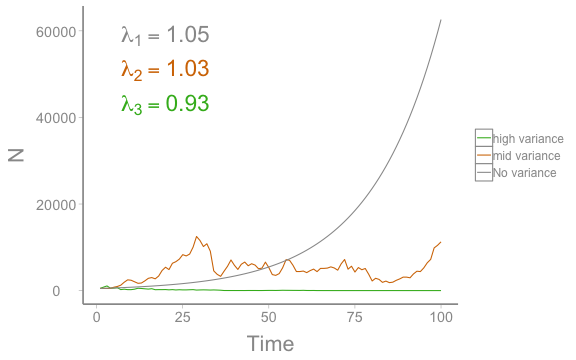 λ1 = 1.05
λ2 = 1.03
λ3 = 0.93
60000
40000
20000
0
N
0 25 50 75 100
Time
high variance
mid variance
No variance